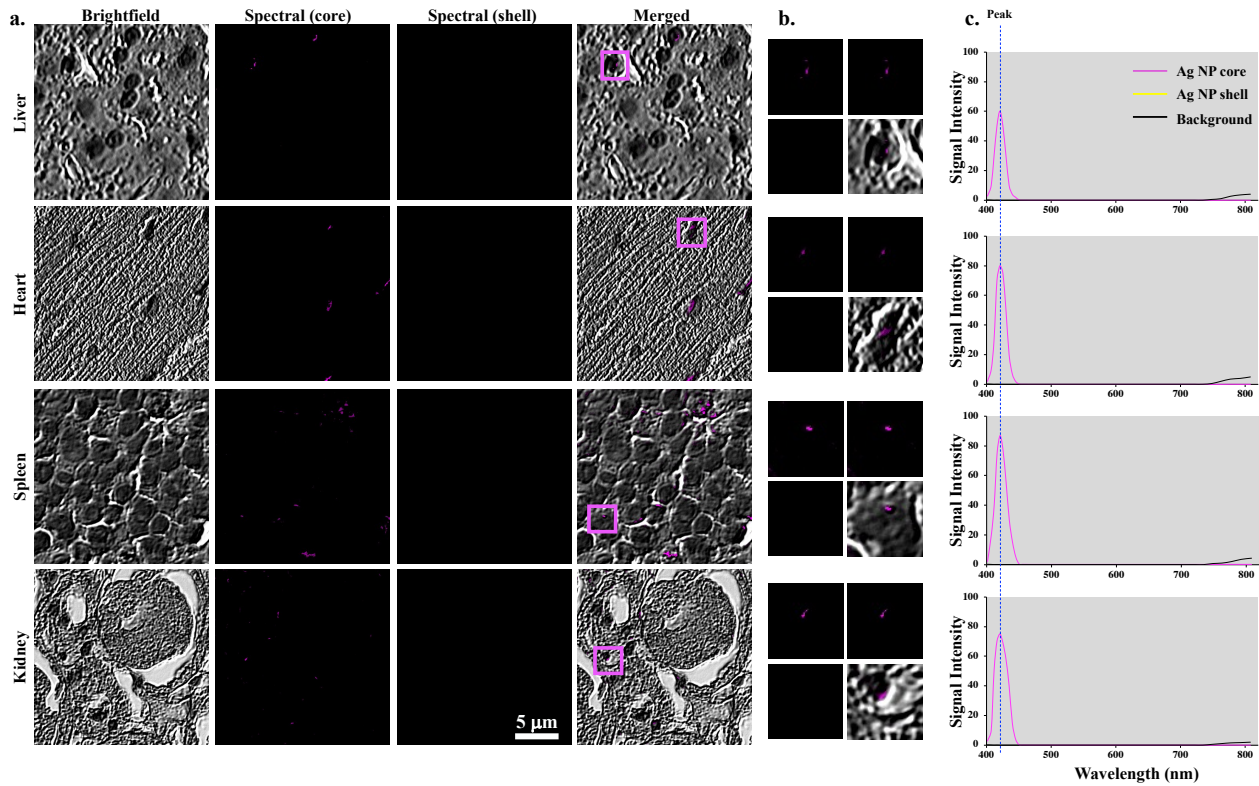 a.
Brightfield
Spectral (core)
Spectral (shell)
Merged
b.
c.
Peak
Liver
Heart
Spleen
Kidney
5 μm
Signal Intensity
100
80
60
40
20
0
400
500
600
700
800
Ag NP core
Ag NP shell
Background
Signal Intensity
100
80
60
40
20
0
400
500
600
700
800
Signal Intensity
100
80
60
40
20
0
400
500
600
700
800
Signal Intensity
100
80
60
40
20
0
400
500
600
700
800
Wavelength (nm)